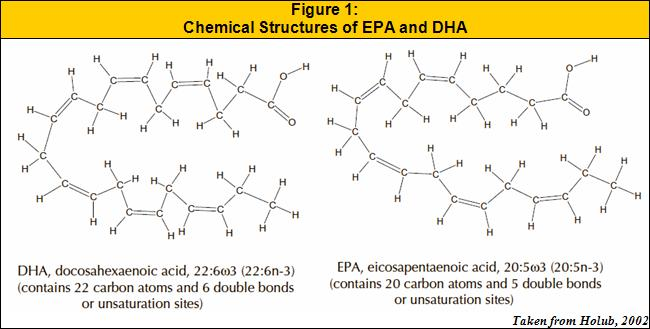 Figure 1:
Chemical Structures of EPA and DHA
DHA, docosahexaenoic acid, 22:6ω3 (22:6n-3)
(contains 22 carbon atoms and 6 double bonds
or unsaturation sites)
EPA, eicosapentaenoic acid, 20:5ω3 (20:5n-3)
(contains 20 carbon atoms and 5 double bonds
or unsaturation sites)
Taken from Holub, 2002